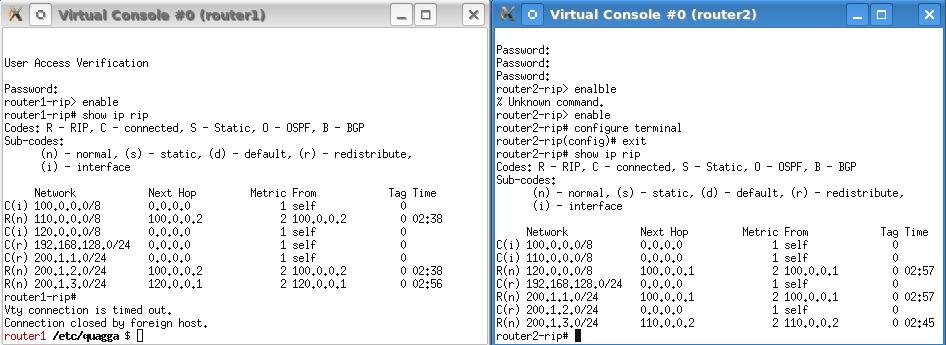 Virtual Console #0 (router1)
User Access Verification
Password:
router1-rip> enable
router1-rip# show ip rip
Codes: R - RIP, C - connected, S - Static, O - OSPF, B - BGP
Sub-codes:
(n) - normal, (s) - static, (d) - default, (r) - redistribute,
(i) - interface
Network Next Hop Metric From Tag Time
C(i) 100.0.0.0/8 0.0.0.0 1 self 0
R(n) 110.0.0.0/8 100.0.0.2 2 100.0.0.2 0 02:38
C(i) 120.0.0.0/8 0.0.0.0 1 self 0
C(r) 192.168.128.0/24 0.0.0.0 1 self 0
C(r) 200.1.1.0/24 0.0.0.0 1 self 0
R(n) 200.1.2.0/24 100.0.0.2 2 100.0.0.2 0 02:38
R(n) 200.1.3.0/24 120.0.0.1 2 120.0.0.1 0 02:56
router1-rip#
Vty connection is timed out.
Connection closed by foreign host.
router1 /etc/quagga $
Virtual Console #0 (router2)
Password:
Password:
Password:
router2-rip> enalble
% Unknown command.
router2-rip> enable
router2-rip# configure terminal
router2-rip(config)# exit
router2-rip# show ip rip
Codes: R - RIP, C - connected, S - Static, O - OSPF, B - BGP
Sub-codes:
(n) - normal, (s) - static, (d) - default, (r) - redistribute,
(i) - interface
Network Next Hop Metric From Tag Time
C(i) 100.0.0.0/8 0.0.0.0 1 self 0
C(i) 110.0.0.0/8 0.0.0.0 1 self 0
R(n) 120.0.0.0/8 100.0.0.1 2 100.0.0.1 0 02:57
C(r) 192.168.128.0/24 0.0.0.0 1 self 0
R(n) 200.1.1.0/24 100.0.0.1 2 100.0.0.1 0 02:57
C(r) 200.1.2.0/24 0.0.0.0 1 self 0
R(n) 200.1.3.0/24 110.0.0.2 2 110.0.0.2 0 02:45
router2-rip#